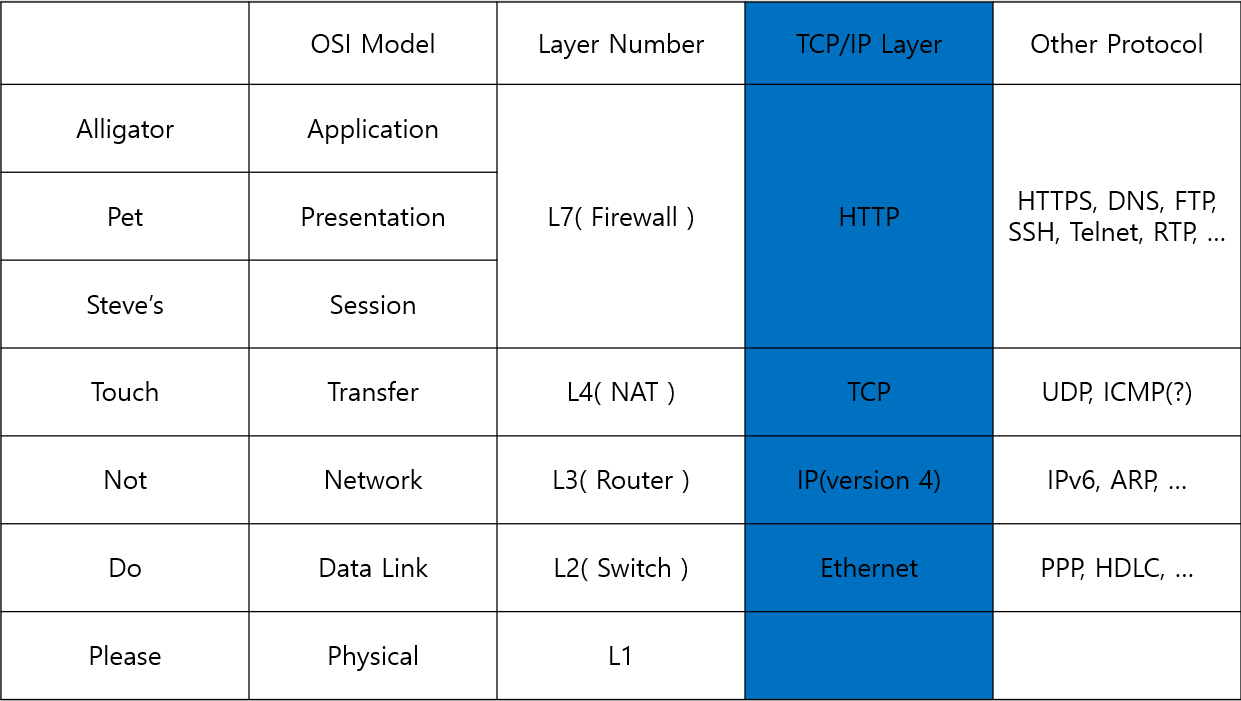 OSI Model Layer Number TCP/IP Layer Other Protocol
Alligator Application
Pet Presentation L7( Firewall ) HTTP HTTPS, DNS, FTP,
SSH, Telnet, RTP, ...
Steve's Session
Touch Transfer L4( NAT ) TCP UDP, ICMP(?)
Not Network L3( Router ) IP(version 4) IPv6, ARP, ...
Do Data Link L2( Switch ) Ethernet PPP, HDLC, ...
Please Physical L1